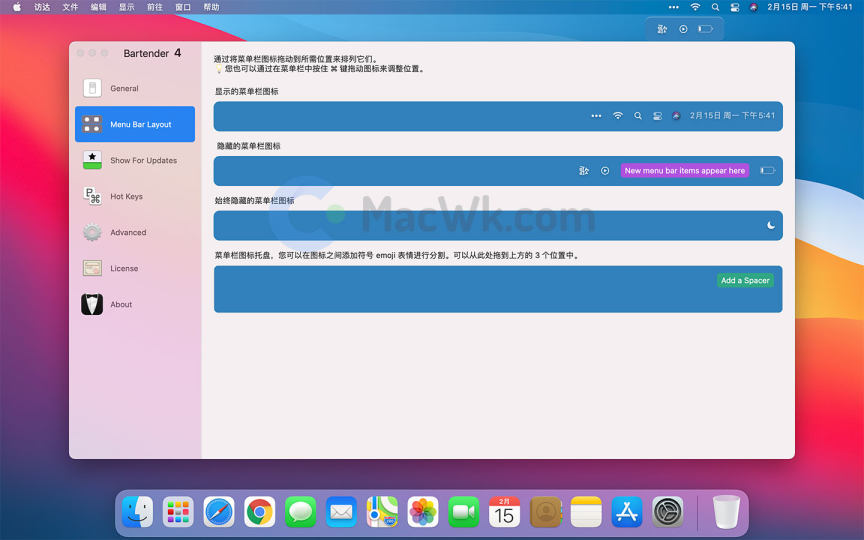 访达 文件 编辑 显示 前往 窗口 帮助 2月15日 周一 下午5:41
Bartender 4
General
Menu Bar Layout
Show For Updates
Hot Keys
Advanced
License
About
通过将菜单栏图标拖动到所需位置来排列它们。
💡 您也可以通过在菜单栏中按住 ⌘ 键拖动图标来调整位置。
显示的菜单栏图标
2月15日 周一 下午5:41
隐藏的菜单栏图标
New menu bar items appear here
始终隐藏的菜单栏图标
MacWk.com
菜单栏图标托盘，您可以在图标之间添加符号 emoji 表情进行分割。可以从此处拖到上方的 3 个位置中。
Add a Spacer
2月
15